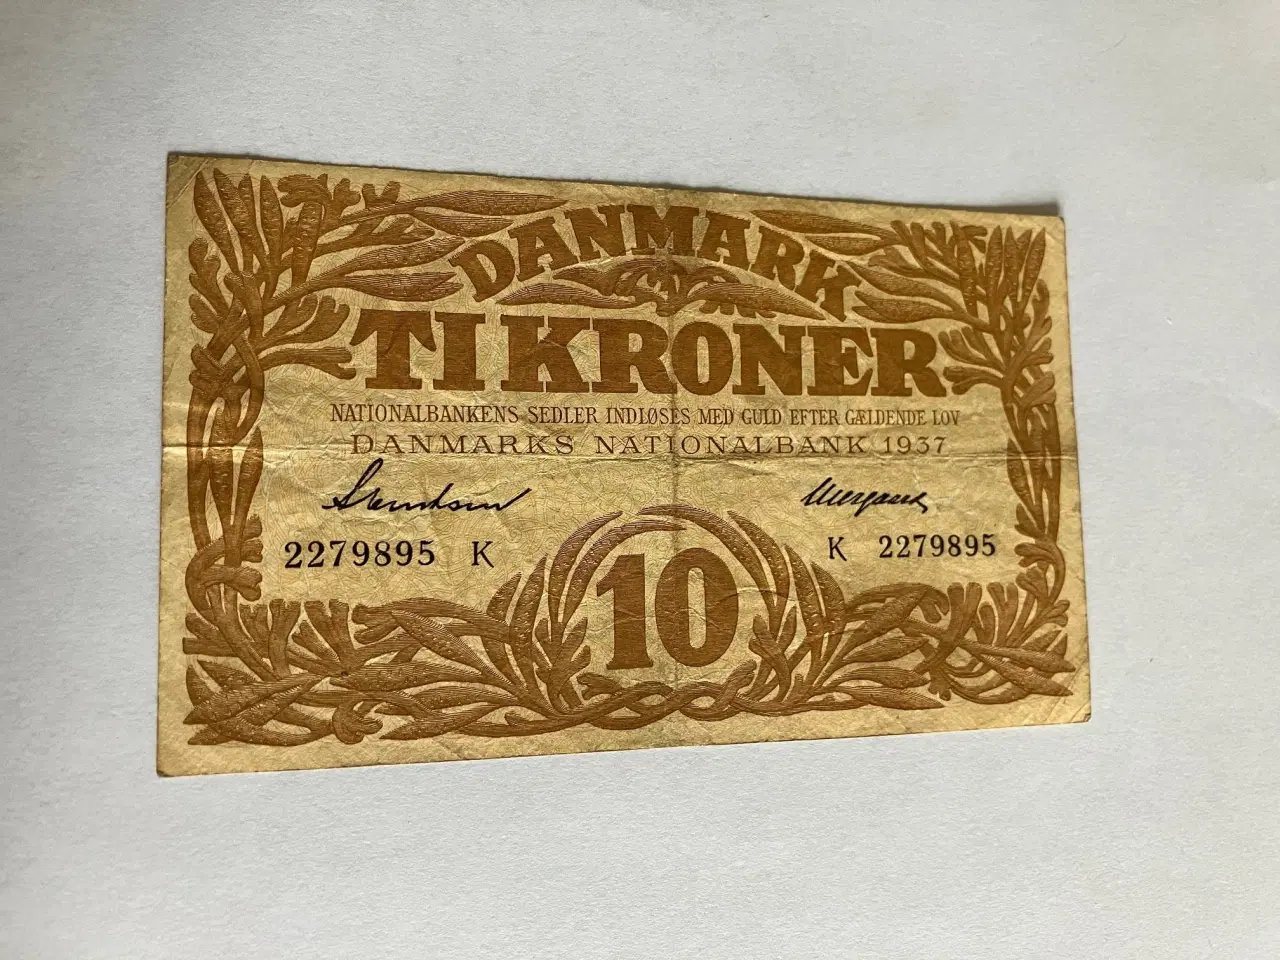 DANMARK
TI KRONER
NATIONALBANKENS SEDLER INDLØSES MED GULD EFTER GÆLDENDE LOV
DANMARKS NATIONALBANK 1937
2279895 K K 2279895
10